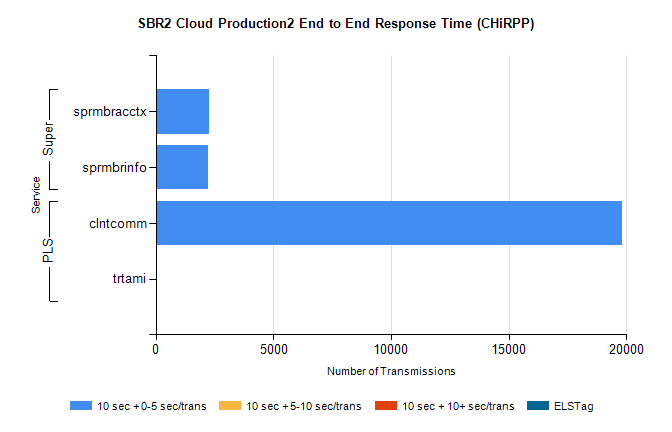 SBR2 Cloud Production2 End to End Response Time (CHiRPP)
Service
Super
sprmbracctx
sprmbrinfo
PLS
clntcomm
trtami
0 5000 10000 15000 20000
Number of Transmissions
10 sec +0-5 sec/trans 10 sec +5-10 sec/trans 10 sec + 10+ sec/trans ELSTag